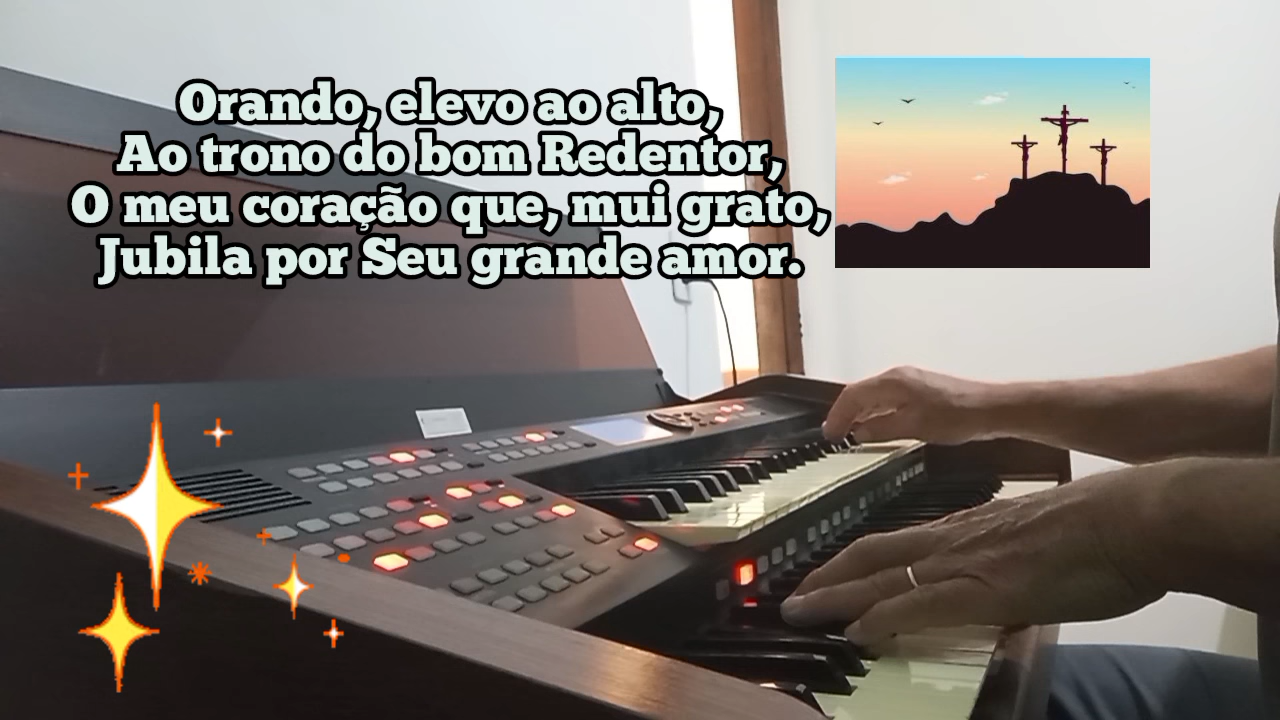 Orando, elevo ao alto,
Ao trono do bom Redentor,
O meu coração que, mui grato,
Jubila por Seu grande amor.